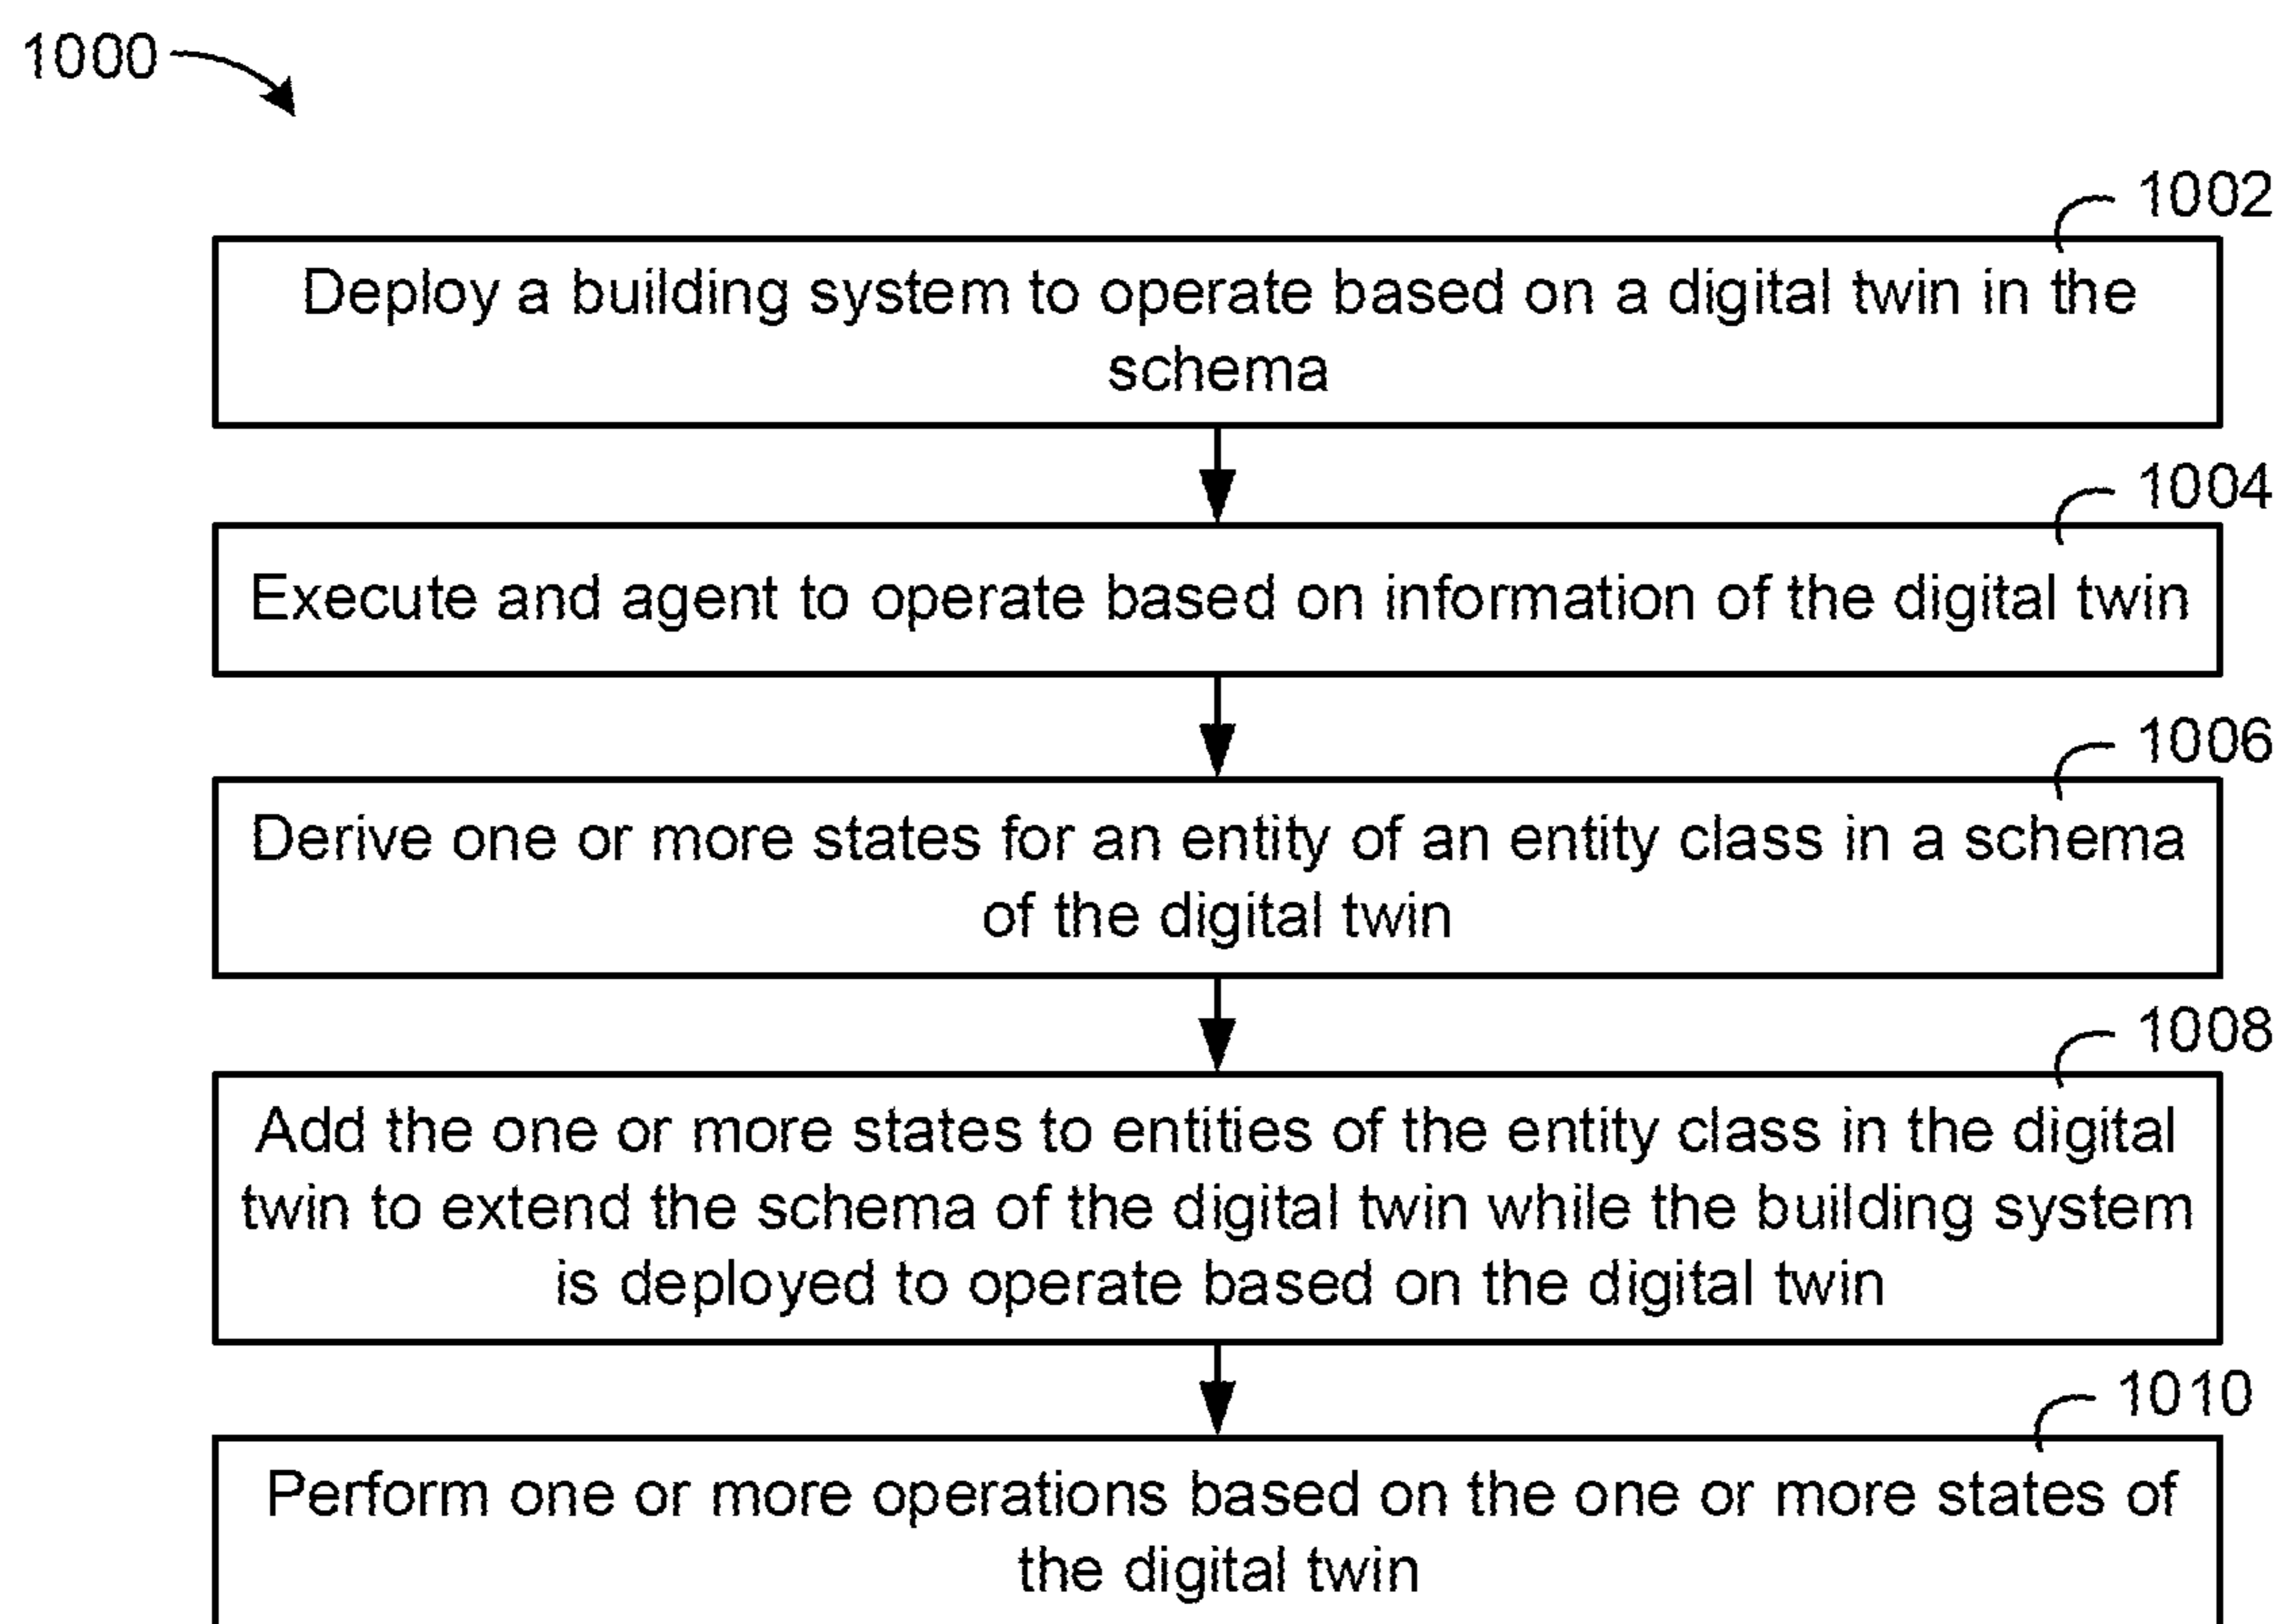 1000
1002
Deploy a building system to operate based on a digital twin in the
schema
1004
Execute and agent to operate based on information of the digital twin
1006
Derive one or more states for an entity of an entity class in a schema
of the digital twin
1008
Add the one or more states to entities of the entity class in the digital
twin to extend the schema of the digital twin while the building system
is deployed to operate based on the digital twin
1010
Perform one or more operations based on the one or more states of
the digital twin